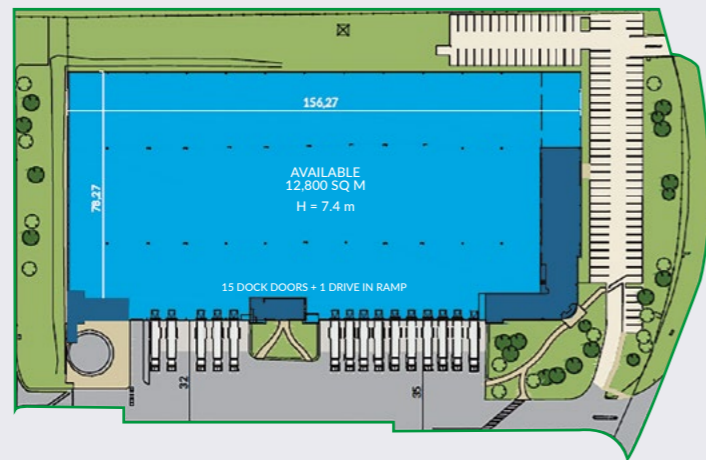 156,27
78,27
AVAILABLE
12,800 SQ M
H = 7.4 m
15 DOCK DOORS + 1 DRIVE IN RAMP
32
35